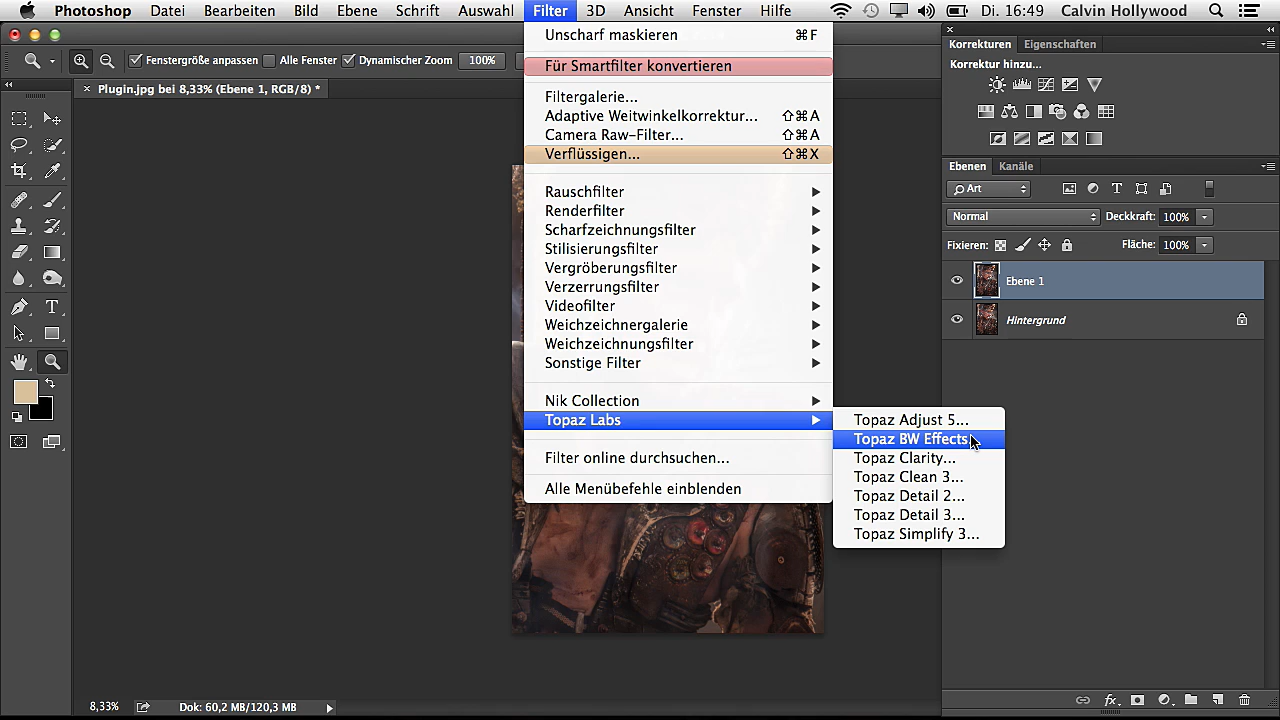 Photoshop Datei Bearbeiten Bild Ebene Schrift Auswahl Filter 3D Ansicht Fenster Hilfe Di. 16:49 Calvin Hollywood
Fenstergröße anpassen Alle Fenster Dynamischer Zoom 100%
Plugin.jpg bei 8,33% (Ebene 1, RGB/8) *
Unscharf maskieren ⌘F
Für Smartfilter konvertieren
Filtergalerie...
Adaptive Weitwinkelkorrektur... ⇧⌘A
Camera Raw-Filter... ⇧⌘A
Verflüssigen... ⇧⌘X
Rauschfilter
Renderfilter
Scharfzeichnungsfilter
Stilisierungsfilter
Vergröberungsfilter
Verzerrungsfilter
Videofilter
Weichzeichnergalerie
Weichzeichnungsfilter
Sonstige Filter
Nik Collection
Topaz Labs
Filter online durchsuchen...
Alle Menübefehle einblenden
Topaz Adjust 5...
Topaz BW Effects
Topaz Clarity...
Topaz Clean 3...
Topaz Detail 2...
Topaz Detail 3...
Topaz Simplify 3...
Korrekturen Eigenschaften
Korrektur hinzu...
Ebenen Kanäle
Art
Normal Deckkraft: 100%
Fixieren: Fläche: 100%
Ebene 1
Hintergrund
8,33% Dok: 60,2 MB/120,3 MB